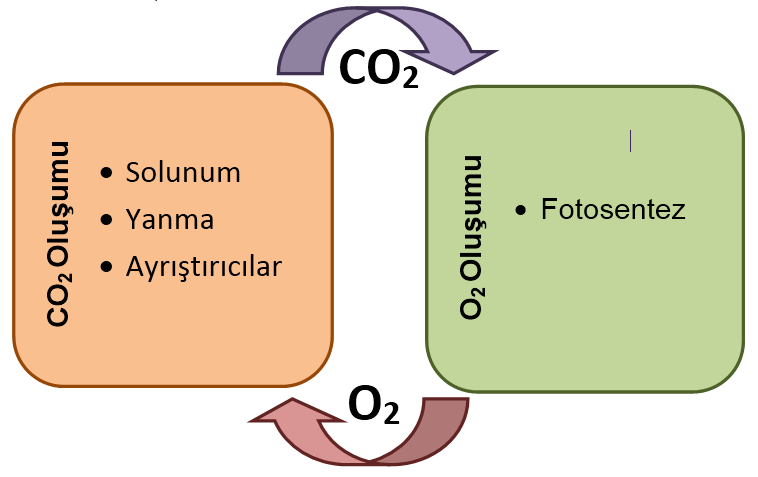 CO₂
CO₂ Oluşumu
• Solunum
• Yanma
• Ayrıştırıcılar
O₂ Oluşumu
• Fotosentez
O₂